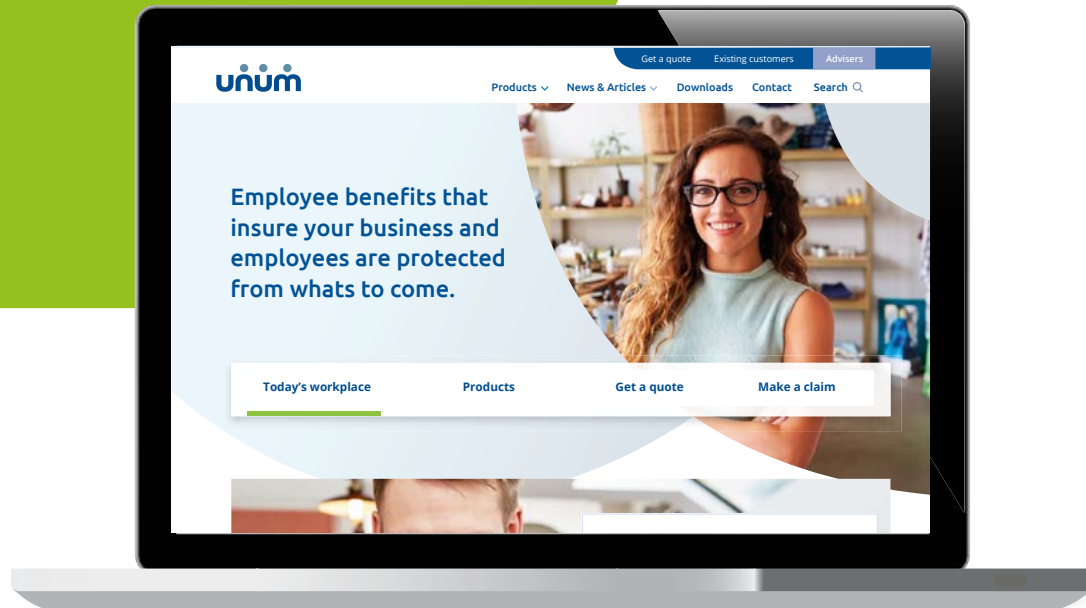 Get a quote Existing customers Advisers
unum
Products News & Articles Downloads Contact Search
Employee benefits that
insure your business and
employees are protected
from whats to come.
Today's workplace Products Get a quote Make a claim